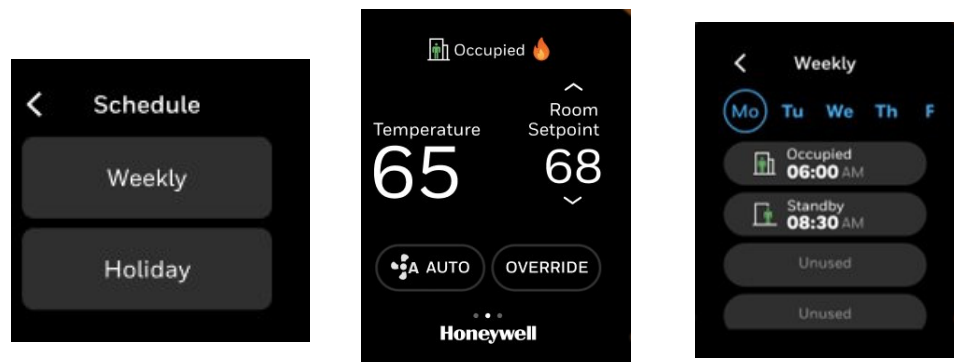 Schedule
Weekly
Holiday
Occupied
Temperature
65
Room
Setpoint
68
A AUTO
OVERRIDE
Honeywell
Weekly
Mo Tu We Th F
Occupied
06:00 AM
Standby
08:30 AM
Unused
Unused